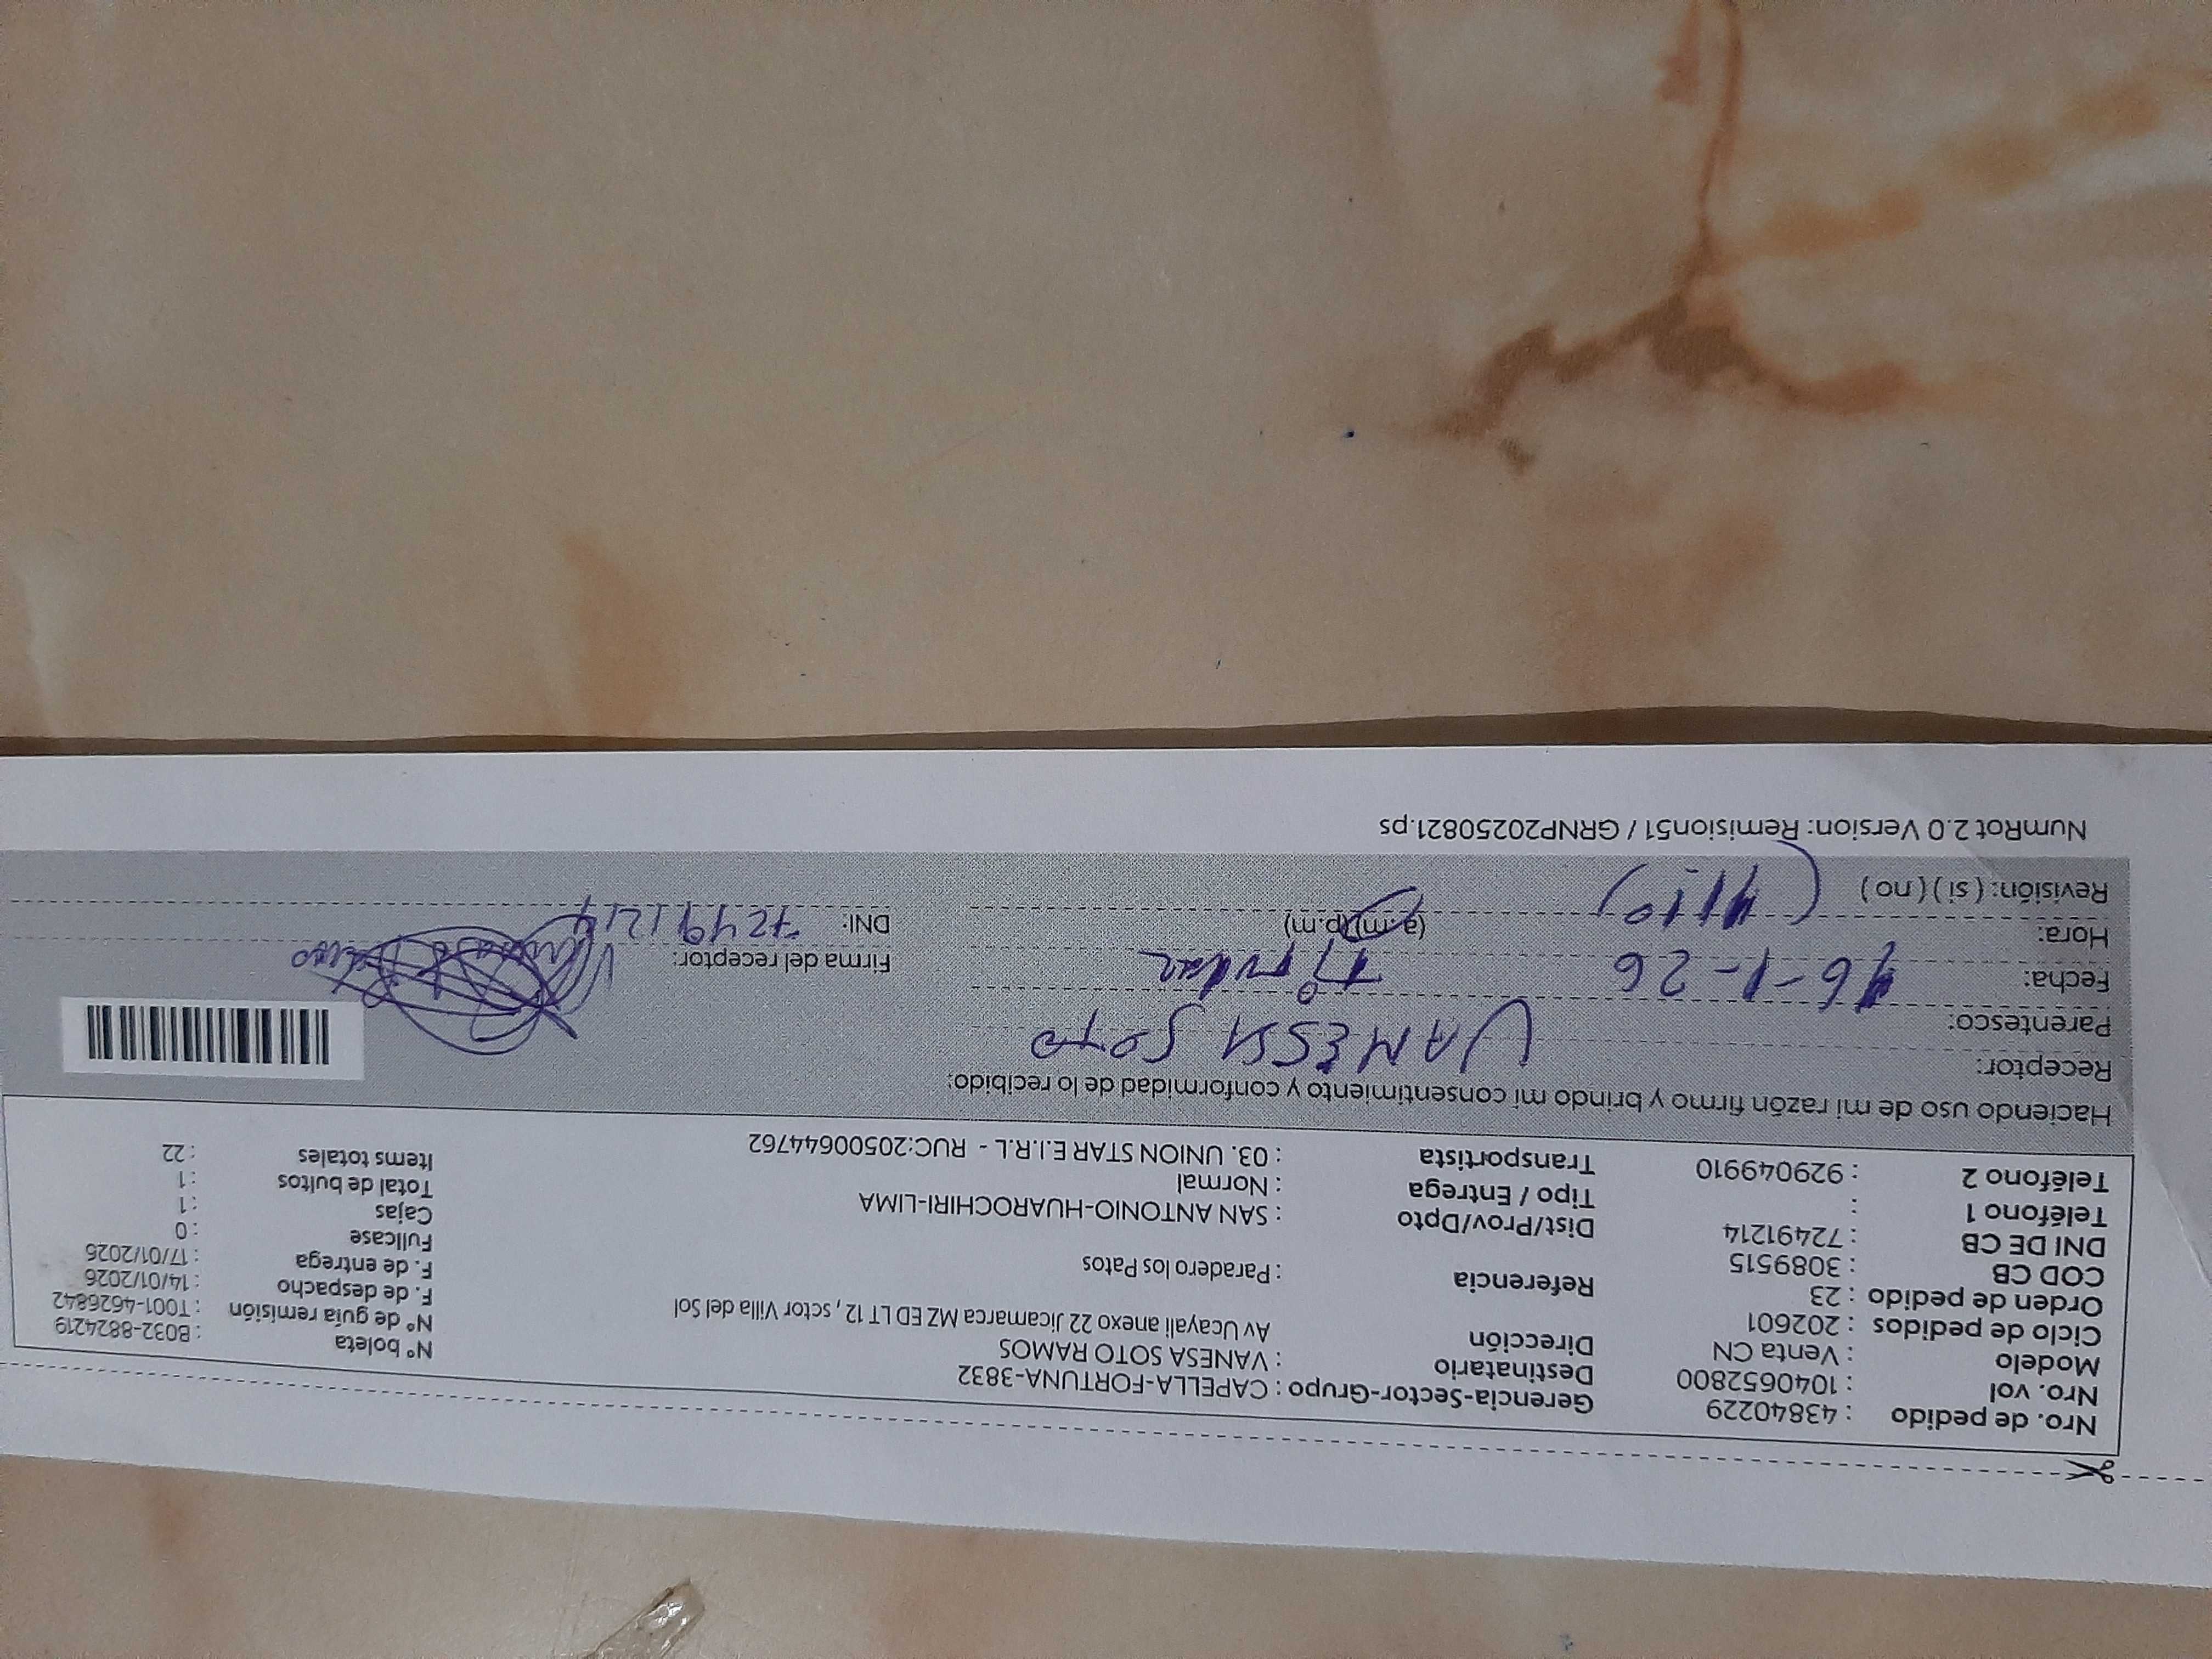 Nro. de pedido : 43840229 Gerencia-Sector-Grupo : CAPELLA-FORTUNA-3832 Nº boleta : B032-8824219
Nro. vol : 1040652800 Destinatario : VANESA SOTO RAMOS Nº de guía remisión : T001-4626842
Modelo : Venta CN Dirección Av Ucayali anexo 22 Jicamarca MZ ED LT 12 , sctor Villa del Sol F. de despacho : 14/01/2026
Ciclo de pedidos : 202601 F. de entrega : 17/01/2026
Orden de pedido : 23 Referencia : Paradero los Patos Fullcase : 0
COD CB : 3089515 Cajas : 1
DNI DE CB : 72491214 Dist/Prov/Dpto : SAN ANTONIO-HUAROCHIRI-LIMA Total de bultos : 1
Teléfono 1 : Tipo / Entrega : Normal Items totales : 22
Teléfono 2 : 929049910 Transportista : 03. UNION STAR E.I.R.L - RUC:20500644762
Haciendo uso de mi razón firmo y brindo mi consentimiento y conformidad de lo recibido:
Receptor: VANESSA SOTO
Parentesco: Titular
Fecha: 16-1-26 Firma del receptor:
Hora: (a.m)(p.m) DNI: 72491214
Revisión: ( si ) ( no )
NumRot 2.0 Version: Remision51 / GRNP20250821.ps